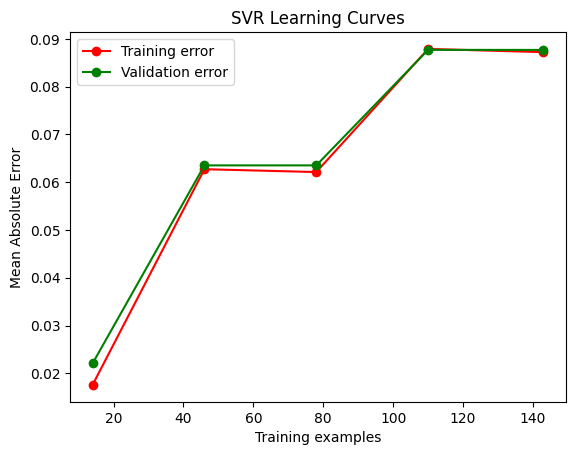 SVR Learning Curves
Training error
Validation error
Mean Absolute Error
0.09
0.08
0.07
0.06
0.05
0.04
0.03
0.02
20 40 60 80 100 120 140
Training examples